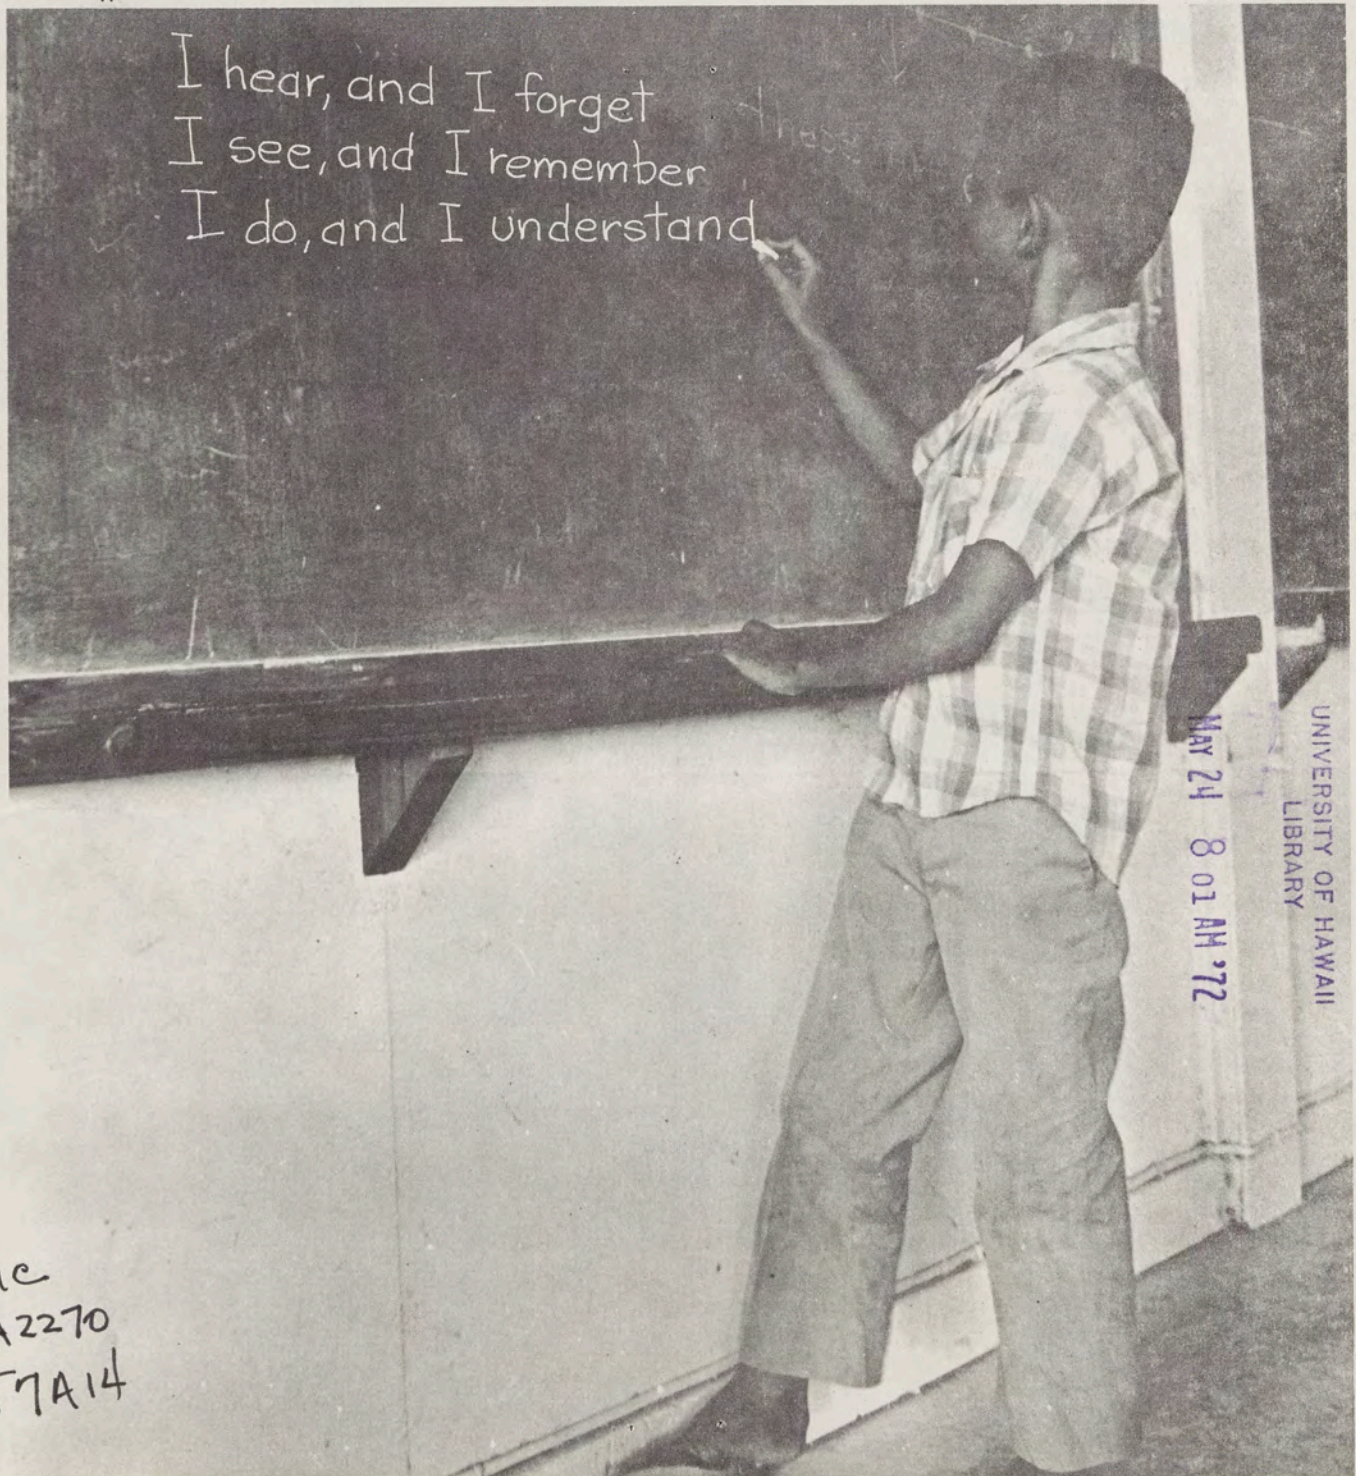 I hear, and I forget
I see, and I remember
I do, and I understand
UNIVERSITY OF HAWAII
LIBRARY
MAY 24 8 01 AM '72
A2270
7A14